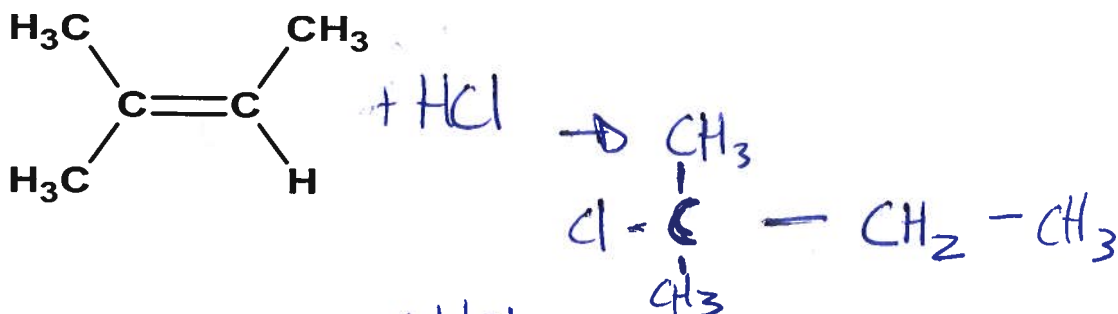 H₃C CH₃
C C + HCl
H₃C H
→ CH₃
Cl - C — CH₂ - CH₃
CH₃